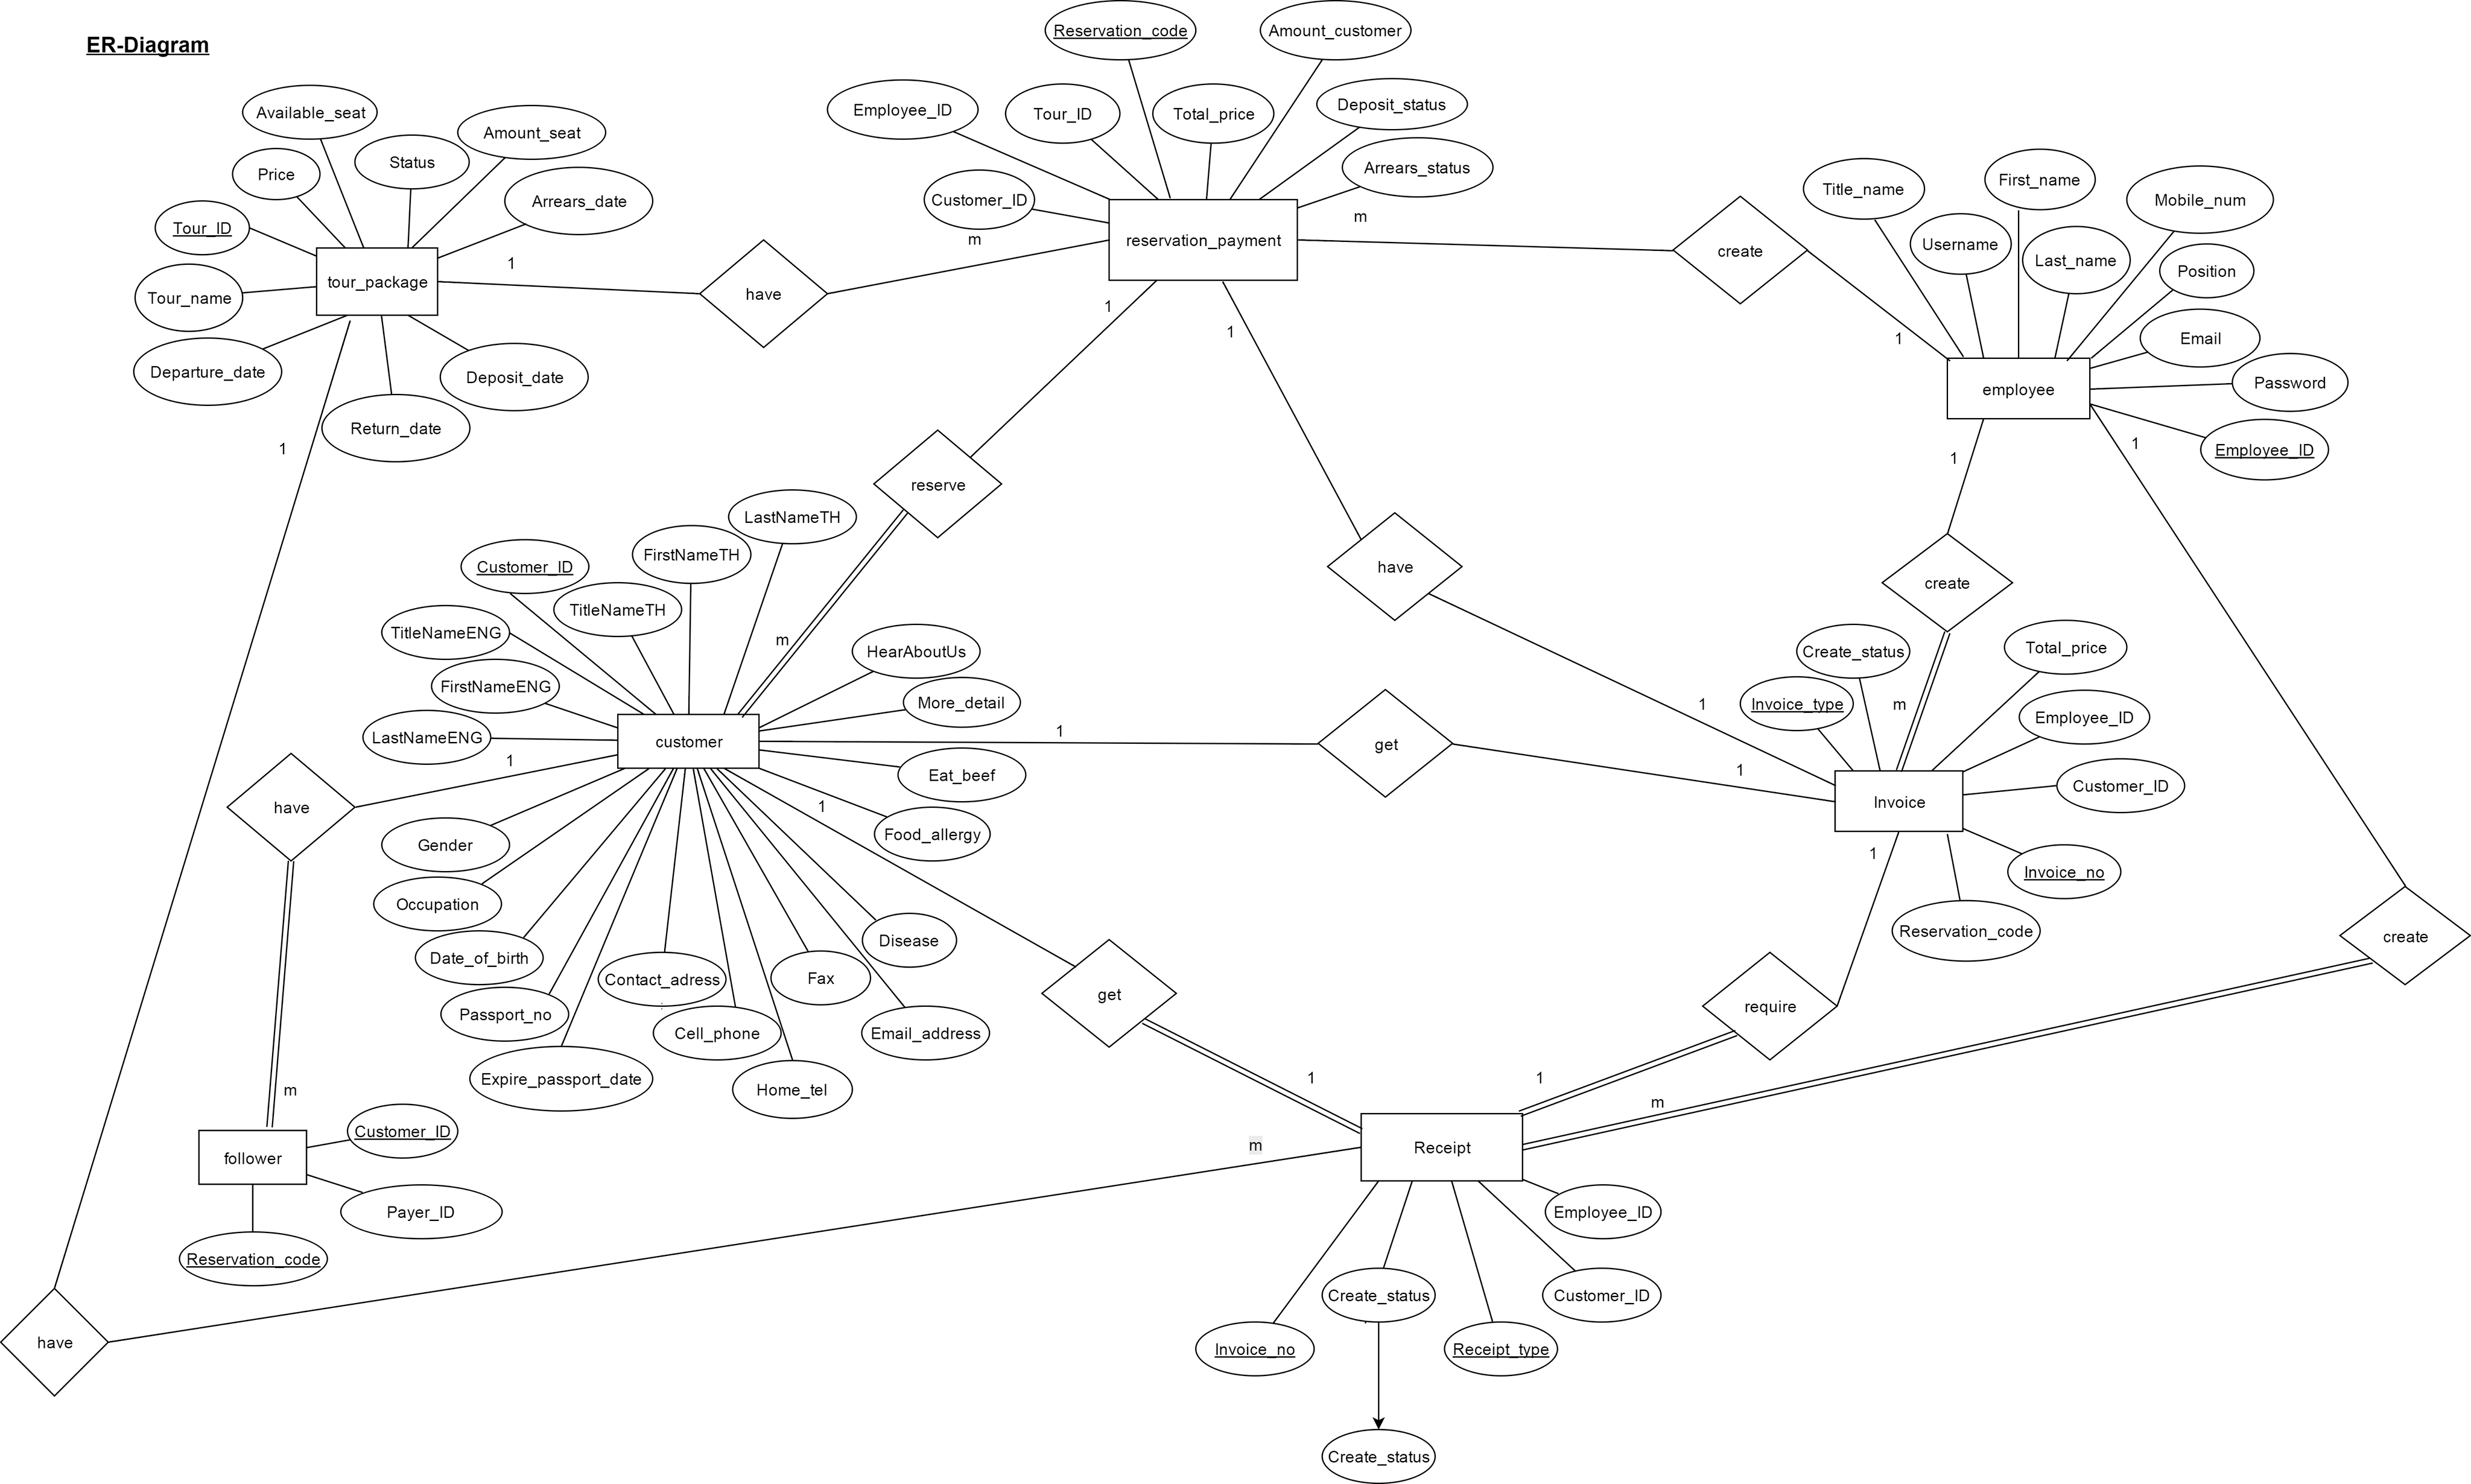 ER-Diagram
Reservation_code
Amount_customer
Available_seat
Amount_seat
Employee_ID
Tour_ID
Total_price
Deposit_status
Status
Price
Arrears_status
Arrears_date
Customer_ID
Tour_ID
Title_name
First_name
Mobile_num
Username
Last_name
Position
Email
Password
Employee_ID
tour_package
have
1
m
reservation_payment
m
create
1
employee
Tour_name
Departure_date
Deposit_date
Return_date
1
1
1
1
1
reserve
have
create
LastNameTH
FirstNameTH
Customer_ID
TitleNameTH
TitleNameENG
FirstNameENG
LastNameENG
m
HearAboutUs
More_detail
Create_status
Total_price
Invoice_type
m
Employee_ID
1
customer
1
get
1
1
Eat_beef
Food_allergy
Customer_ID
Invoice
have
1
Gender
1
Invoice_no
Occupation
Disease
Reservation_code
create
Date_of_birth
Contact_adress
Fax
get
require
Passport_no
Cell_phone
Email_address
Expire_passport_date
Home_tel
m
1
1
m
Customer_ID
follower
m
Receipt
Payer_ID
Employee_ID
Reservation_code
Create_status
Customer_ID
have
Invoice_no
Receipt_type
Create_status